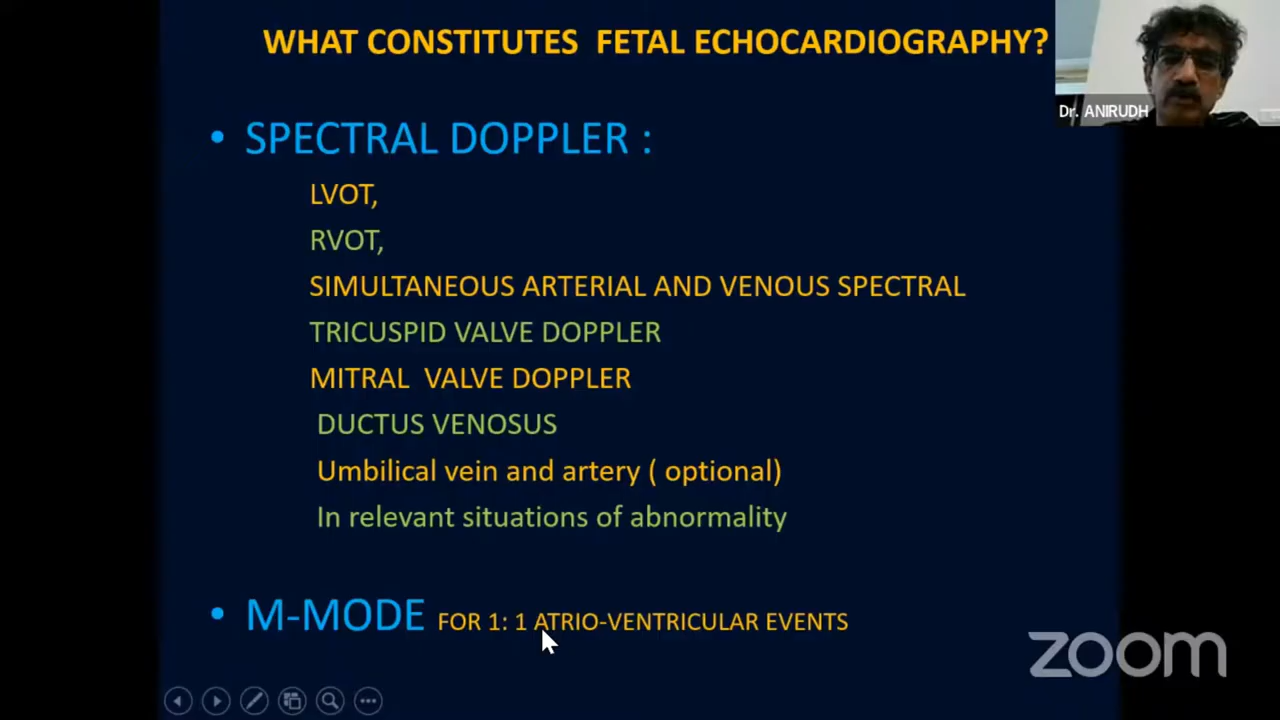 WHAT CONSTITUTES FETAL ECHOCARDIOGRAPHY?
Dr. ANIRUDH
• SPECTRAL DOPPLER :
LVOT,
RVOT,
SIMULTANEOUS ARTERIAL AND VENOUS SPECTRAL
TRICUSPID VALVE DOPPLER
MITRAL VALVE DOPPLER
DUCTUS VENOSUS
Umbilical vein and artery ( optional)
In relevant situations of abnormality
• M-MODE FOR 1: 1 ATRIO-VENTRICULAR EVENTS
zoom